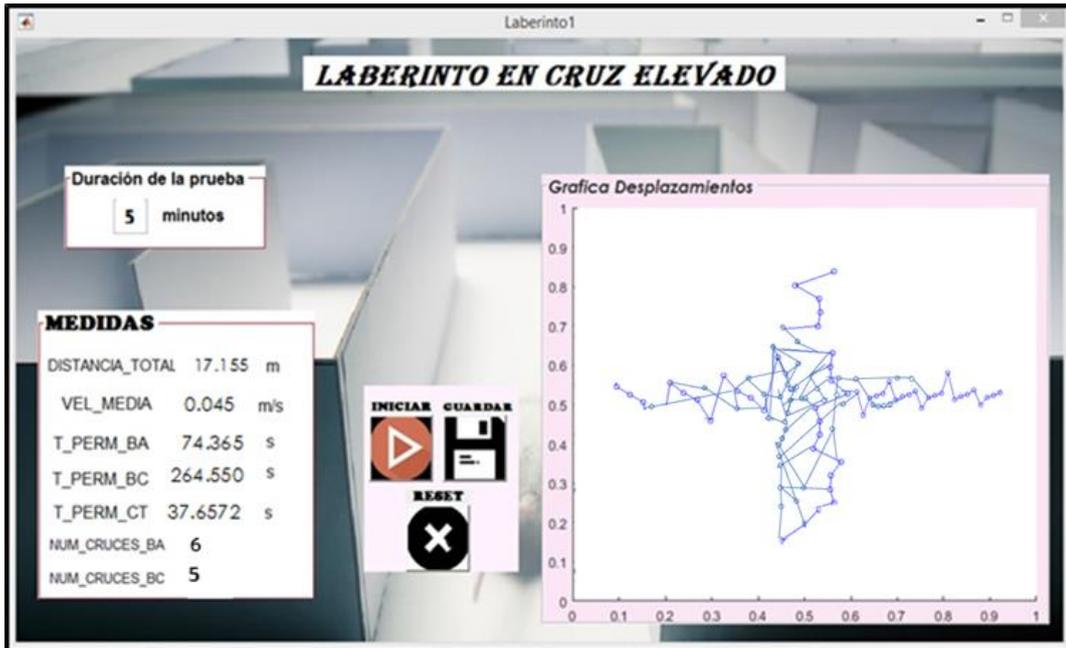 Laberinto1
LABERINTO EN CRUZ ELEVADO
Duración de la prueba
5 minutos
MEDIDAS
DISTANCIA_TOTAL 17.155 m
VEL_MEDIA 0.045 m/s
T_PERM_BA 74.365 s
T_PERM_BC 264.550 s
T_PERM_CT 37.6572 s
NUM_CRUCES_BA 6
NUM_CRUCES_BC 5
INICIAR GUARDAR
RESET
Grafica Desplazamientos
1
0.9
0.8
0.7
0.6
0.5
0.4
0.3
0.2
0.1
0
0 0.1 0.2 0.3 0.4 0.5 0.6 0.7 0.8 0.9 1